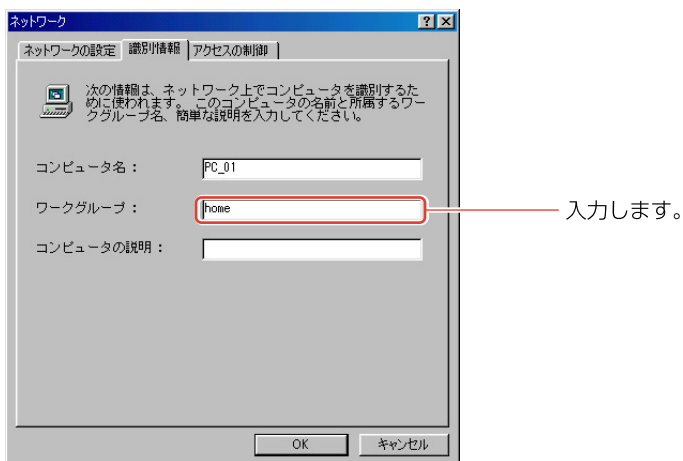 ネットワーク
ネットワークの設定 識別情報 アクセスの制御
次の情報は、ネットワーク上でコンピュータを識別するた
めに使われます。 このコンピュータの名前と所属するワー
クグループ名、簡単な説明を入力してください。
コンピュータ名：
PC_01
ワークグループ：
home
入力します。
コンピュータの説明：
OK キャンセル